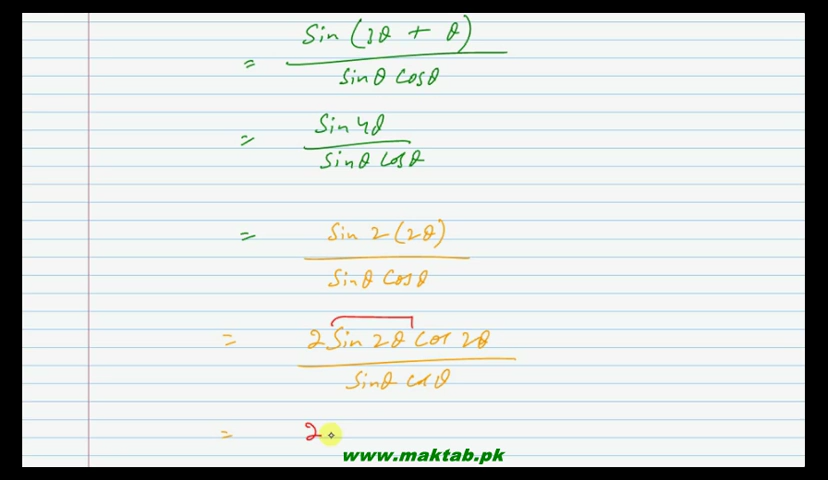 Sin (3θ + θ)
= ────────
Sinθ Cosθ
Sin 4θ
= ────────
Sinθ Cosθ
Sin 2(2θ)
= ────────
Sinθ Cosθ
2 Sin 2θ Cos 2θ
= ────────
Sinθ Cosθ
= 2
www.maktab.pk